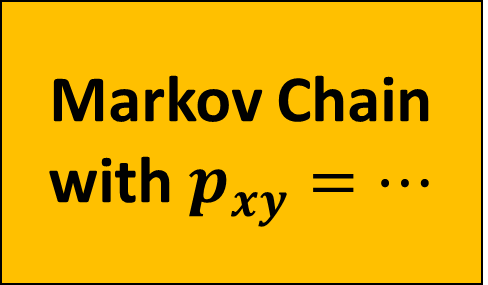 Markov Chain
with pxy = ⋯